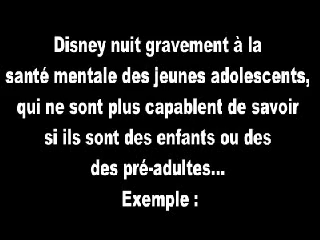 Disney nuit gravement à la
santé mentale des jeunes adolescents,
qui ne sont plus capablent de savoir
si ils sont des enfants ou des
des pré-adultes...
Exemple :